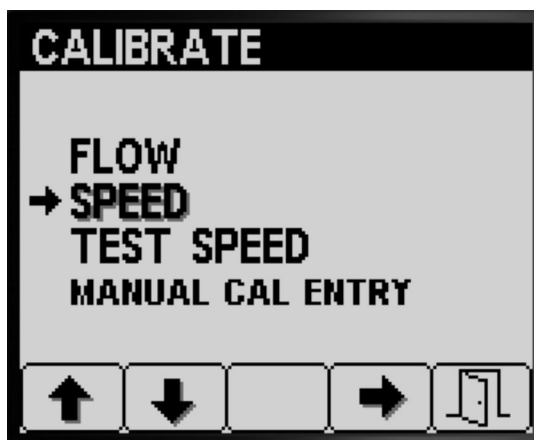 CALIBRATE
FLOW
SPEED
TEST SPEED
MANUAL CAL ENTRY